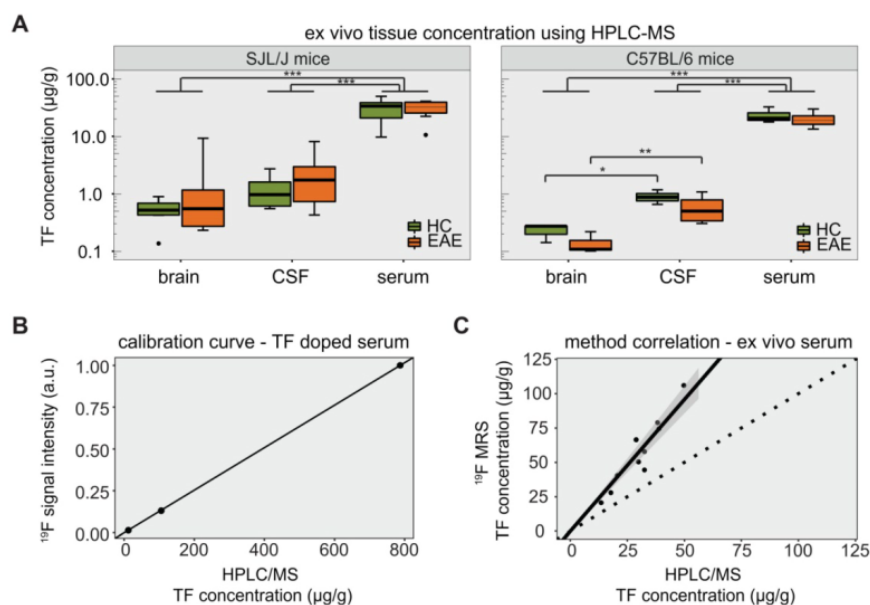 A
ex vivo tissue concentration using HPLC-MS
SJL/J mice
C57BL/6 mice
TF concentration (µg/g)
100.0
10.0
1.0
0.1
***
***
***
***
**
*
HC
EAE
HC
EAE
brain
CSF
serum
brain
CSF
serum
B
calibration curve - TF doped serum
¹⁹F signal intensity (a.u.)
1.00
0.75
0.50
0.25
0.00
0
200
400
600
800
HPLC/MS
TF concentration (µg/g)
C
method correlation - ex vivo serum
¹⁹F MRS
TF concentration (µg/g)
125
100
75
50
25
0
0
25
50
75
100
125
HPLC/MS
TF concentration (µg/g)